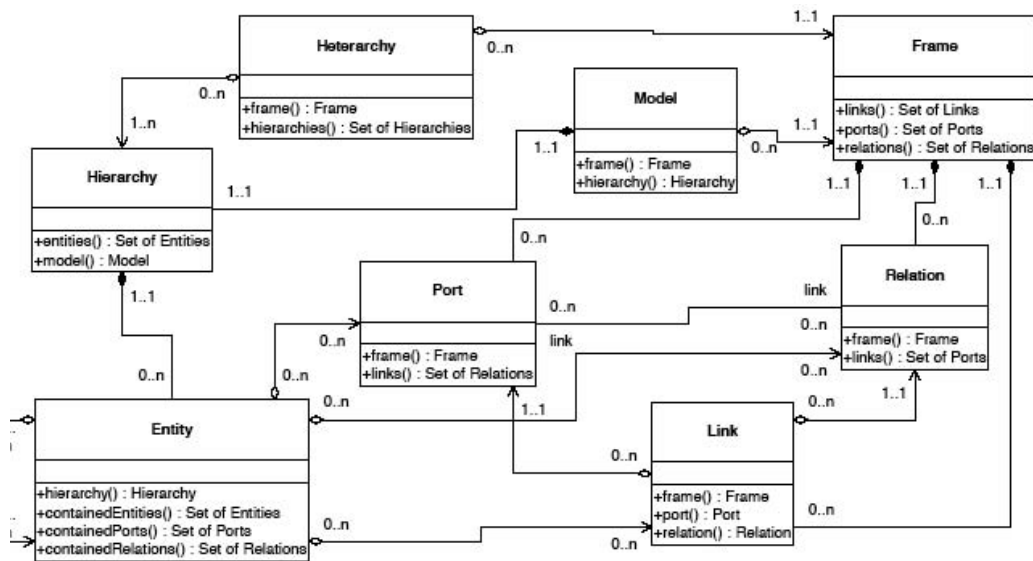 Heterarchy
+frame() : Frame
+hierarchies() : Set of Hierarchies
0..n
1..1
0..n
1..n
Frame
+links() : Set of Links
+ports() : Set of Ports
+relations() : Set of Relations
Model
+frame() : Frame
+hierarchy() : Hierarchy
1..1
0..n
1..1
1..1
Hierarchy
+entities() : Set of Entities
+model() : Model
1..1
0..n
1..1
1..1
1..1
0..n
0..n
Port
+frame() : Frame
+links() : Set of Relations
0..n
link
link
0..n
Relation
+frame() : Frame
+links() : Set of Ports
0..n
0..n
0..n
0..n
1..1
1..1
Entity
+hierarchy() : Hierarchy
+containedEntities() : Set of Entities
+containedPorts() : Set of Ports
+containedRelations() : Set of Relations
0..n
0..n
Link
+frame() : Frame
+port() : Port
+relation() : Relation
0..n
0..n
0..n